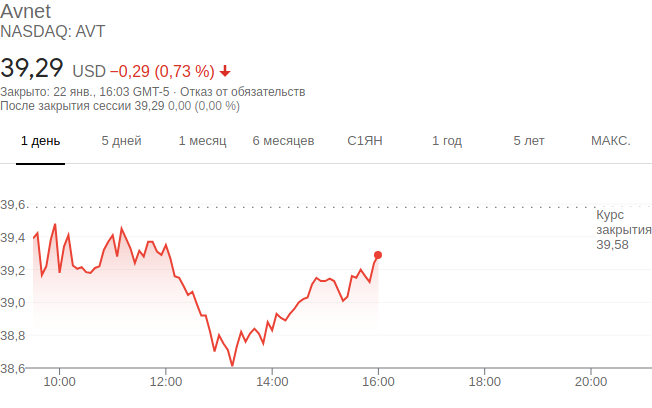 Avnet
NASDAQ: AVT
39,29 USD −0,29 (0,73 %)
Закрыто: 22 янв., 16:03 GMT-5 · Отказ от обязательств
После закрытия сессии 39,29 0,00 (0,00 %)
1 день 5 дней 1 месяц 6 месяцев С1ЯН 1 год 5 лет МАКС.
39,6
Курс
закрытия
39,58
39,4
39,2
39,0
38,8
38,6
10:00 12:00 14:00 16:00 18:00 20:00